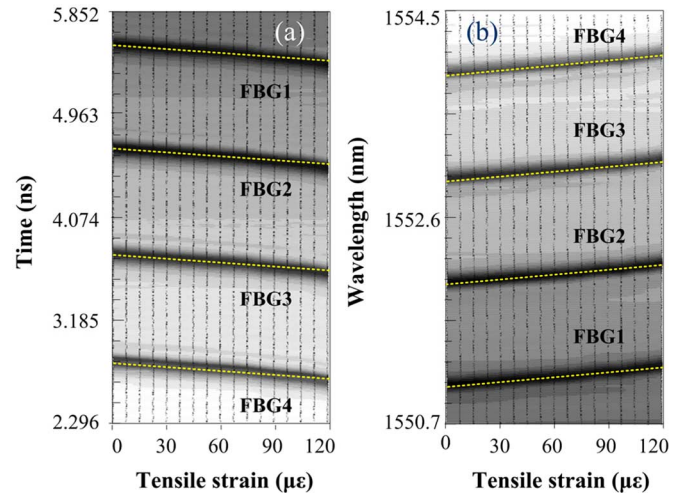 (a)
5.852
4.963
4.074
3.185
2.296
Time (ns)
FBG1
FBG2
FBG3
FBG4
0 30 60 90 120
Tensile strain (με)
(b)
1554.5
1552.6
1550.7
Wavelength (nm)
FBG4
FBG3
FBG2
FBG1
0 30 60 90 120
Tensile strain (με)